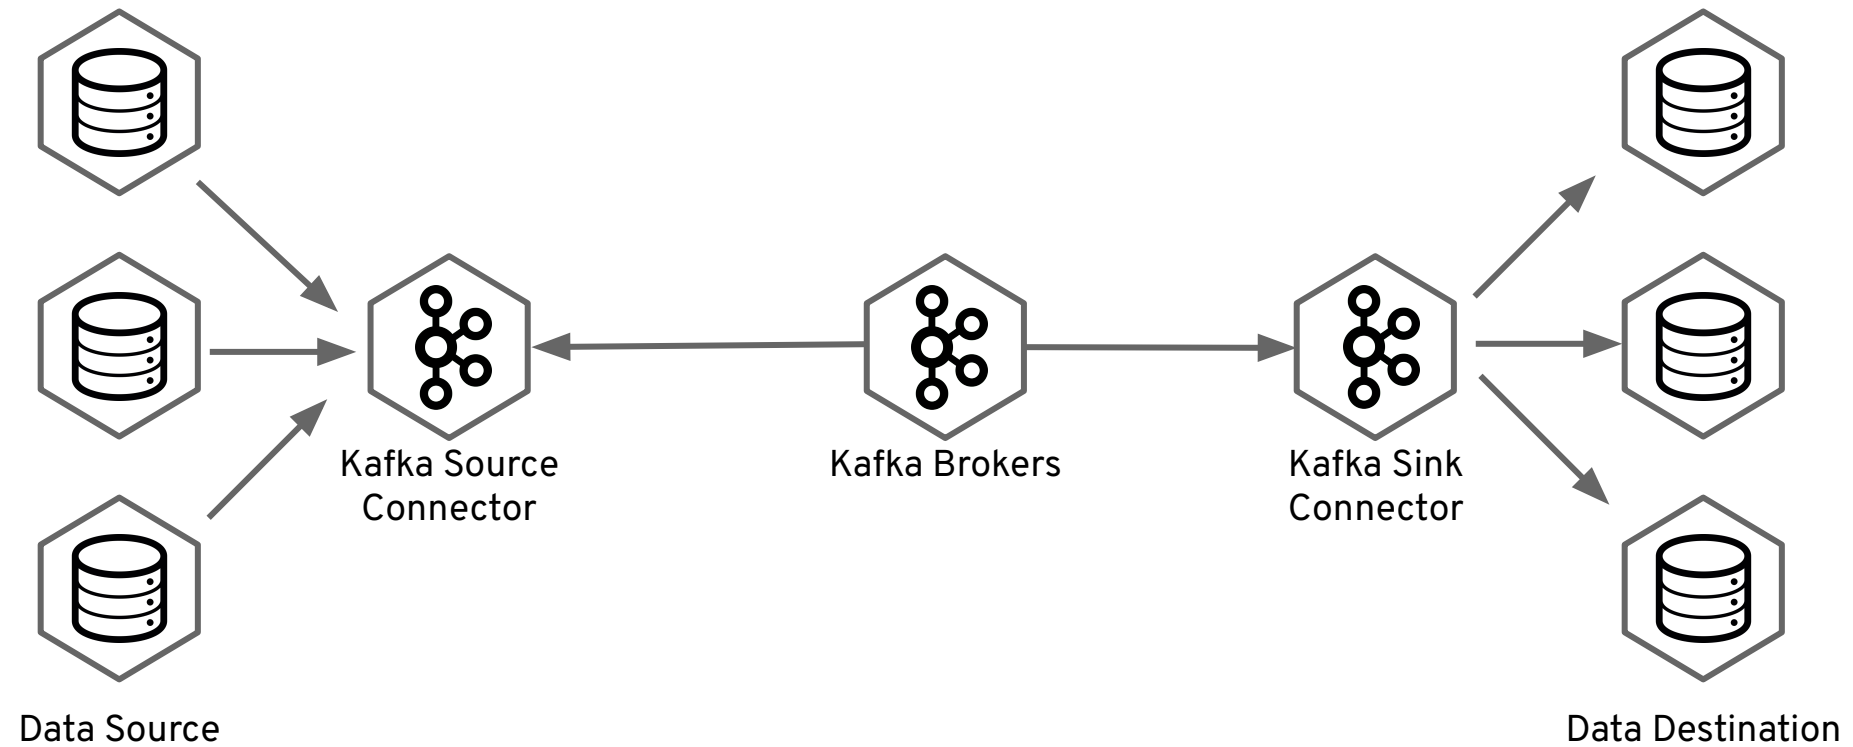 Kafka Source
Connector
Kafka Brokers
Kafka Sink
Connector
Data Source
Data Destination